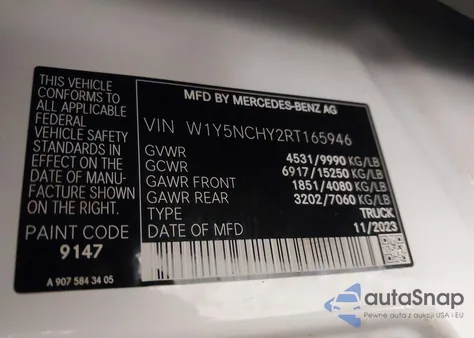 THIS VEHICLE
CONFORMS TO
ALL APPLICABLE
FEDERAL
VEHICLE SAFETY
STANDARDS IN
EFFECT ON THE
DATE OF MANU-
FACTURE SHOWN
ON THE RIGHT.
PAINT CODE
9147
A 907 584 34 05
MFD BY MERCEDES-BENZ AG
VIN W1Y5NCHY2RT165946
GVWR 4531/9990 KG/LB
GCWR 6917/15250 KG/LB
GAWR FRONT 1851/4080 KG/LB
GAWR REAR 3202/7060 KG/LB
TYPE TRUCK
DATE OF MFD 11/2023
autaSnap
Pewne auta z aukcji USA i EU